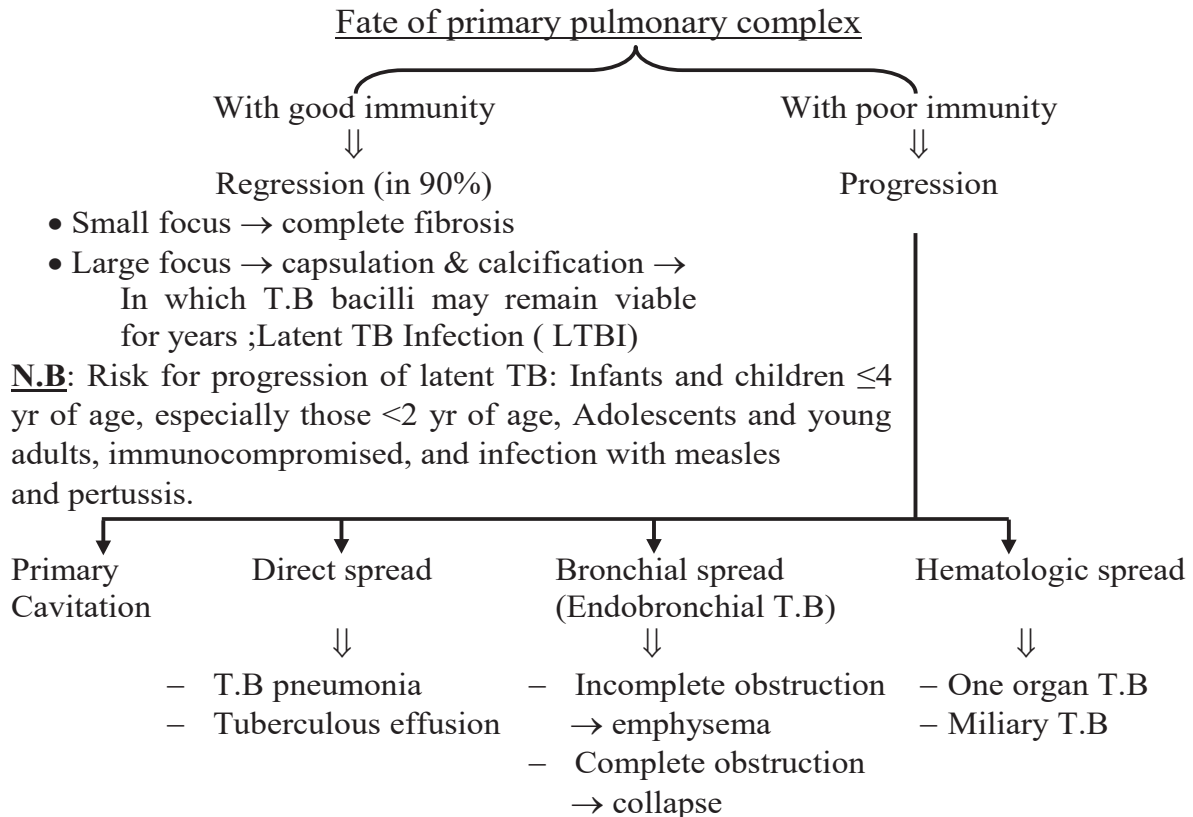 Fate of primary pulmonary complex
With good immunity
⇓
Regression (in 90%)
• Small focus → complete fibrosis
• Large focus → capsulation & calcification →
In which T.B bacilli may remain viable
for years ;Latent TB Infection ( LTBI)
N.B: Risk for progression of latent TB: Infants and children ≤4
yr of age, especially those <2 yr of age, Adolescents and young
adults, immunocompromised, and infection with measles
and pertussis.
With poor immunity
⇓
Progression
Primary
Cavitation
Direct spread
⇓
– T.B pneumonia
– Tuberculous effusion
Bronchial spread
(Endobronchial T.B)
⇓
– Incomplete obstruction
→ emphysema
– Complete obstruction
→ collapse
Hematologic spread
⇓
– One organ T.B
– Miliary T.B